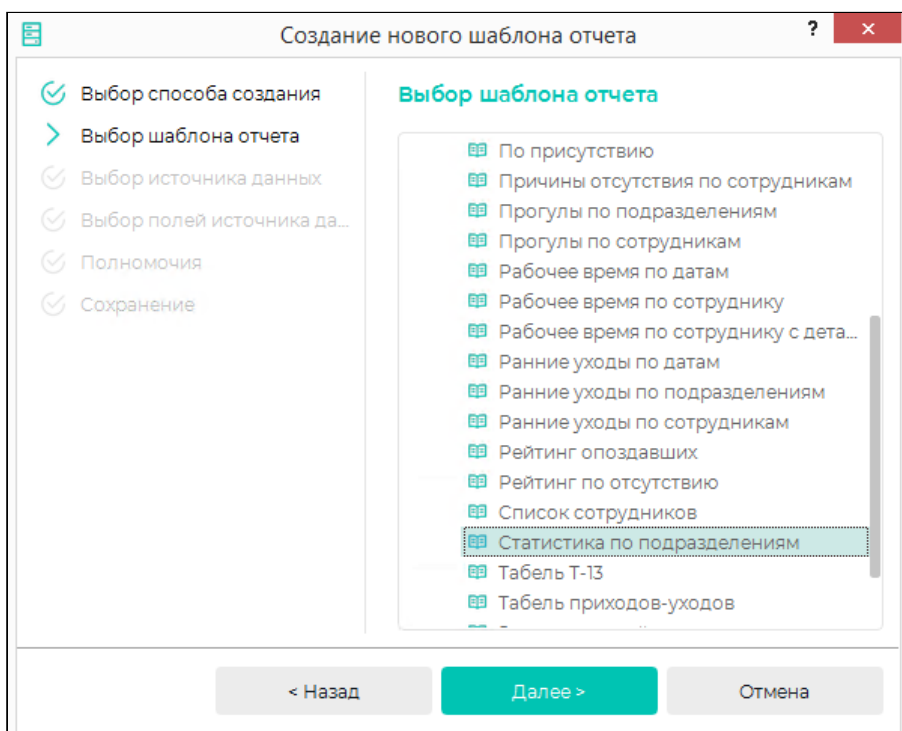 Создание нового шаблона отчета
?
Выбор способа создания
Выбор шаблона отчета
Выбор источника данных
Выбор полей источника да...
Полномочия
Сохранение
Выбор шаблона отчета
По присутствию
Причины отсутствия по сотрудникам
Прогулы по подразделениям
Прогулы по сотрудникам
Рабочее время по датам
Рабочее время по сотруднику
Рабочее время по сотруднику с дета...
Ранние уходы по датам
Ранние уходы по подразделениям
Ранние уходы по сотрудникам
Рейтинг опоздавших
Рейтинг по отсутствию
Список сотрудников
Статистика по подразделениям
Табель Т-13
Табель приходов-уходов
< Назад
Далее >
Отмена